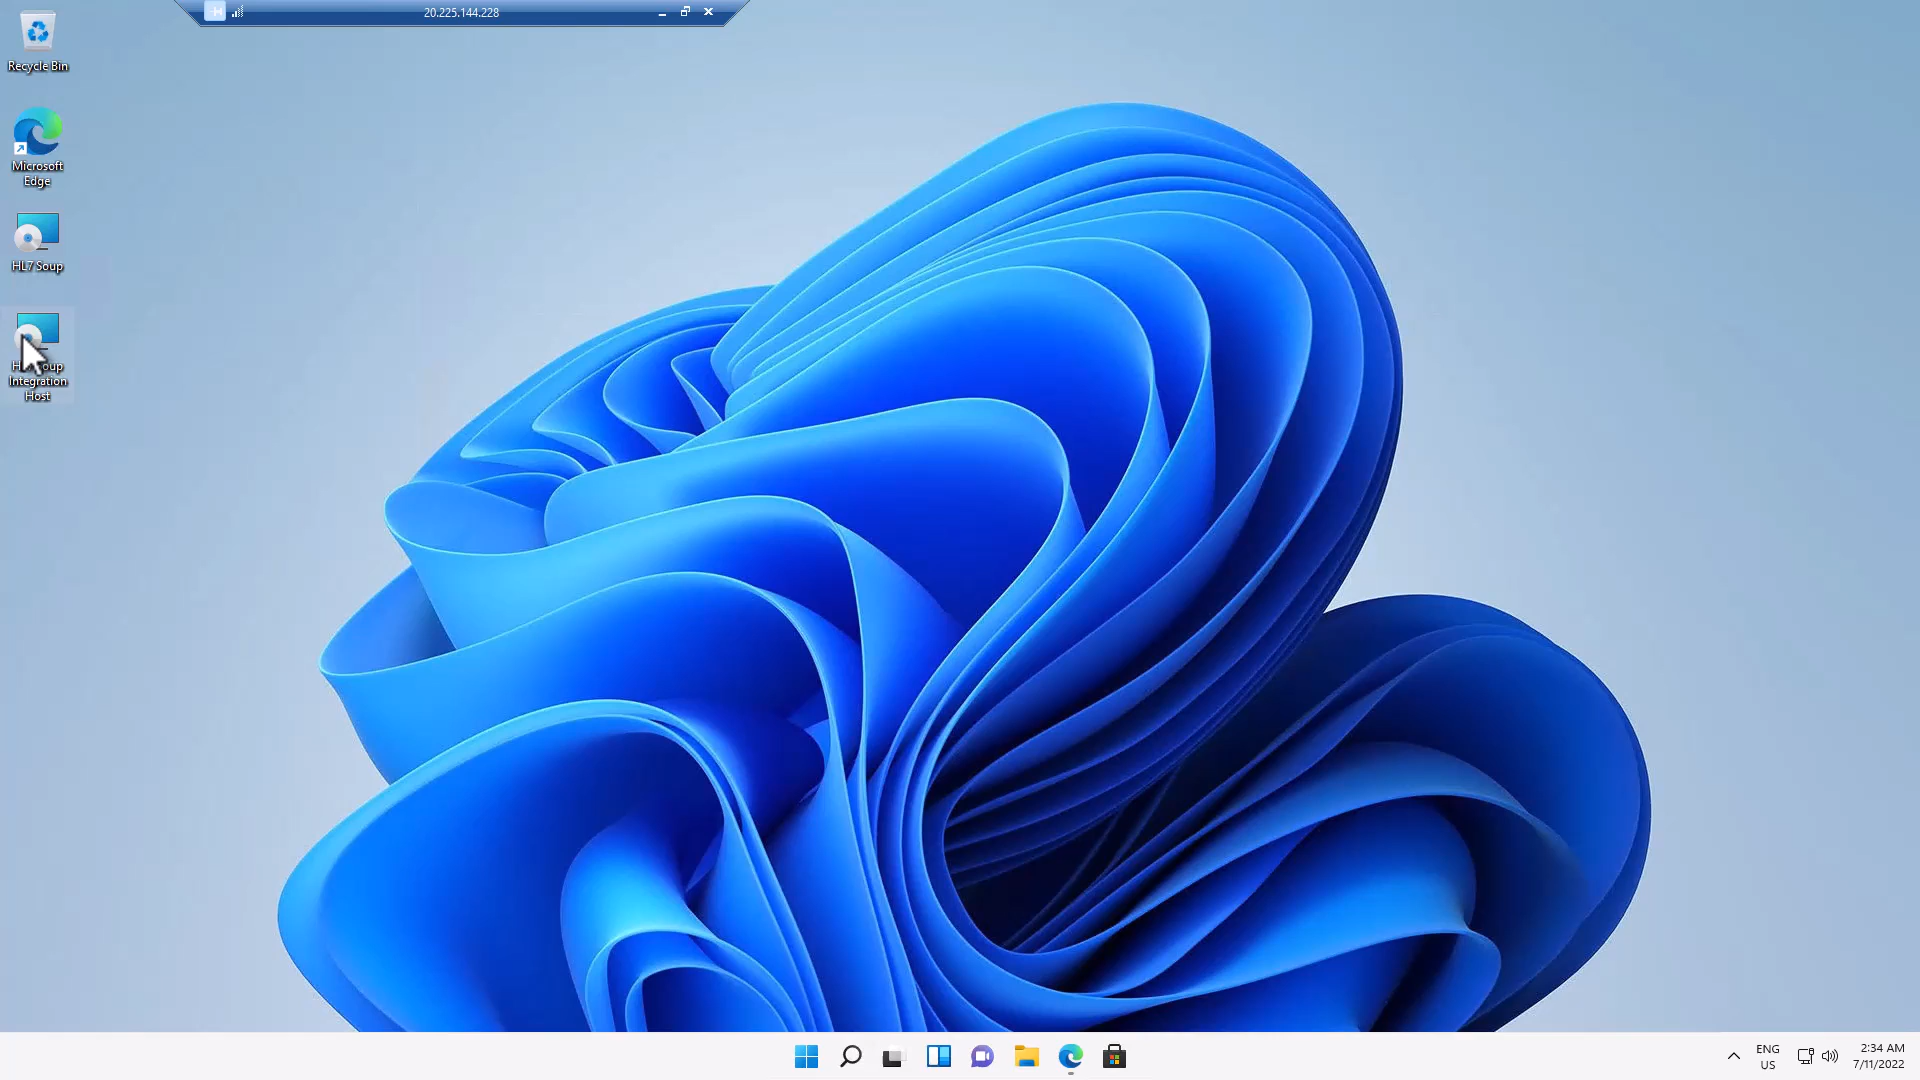 20.225.144.228
Recycle Bin
Microsoft
Edge
HL7 Soup
Integration
Host
ENG
US
2:34 AM
7/11/2022